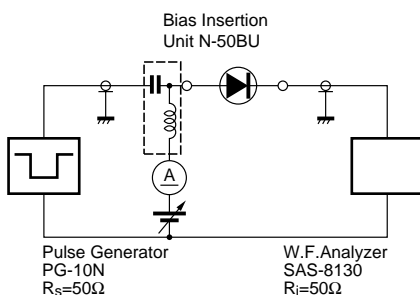 Bias Insertion
Unit N-50BU
A
Pulse Generator
PG-10N
RS=50Ω
W.F.Analyzer
SAS-8130
Ri=50Ω